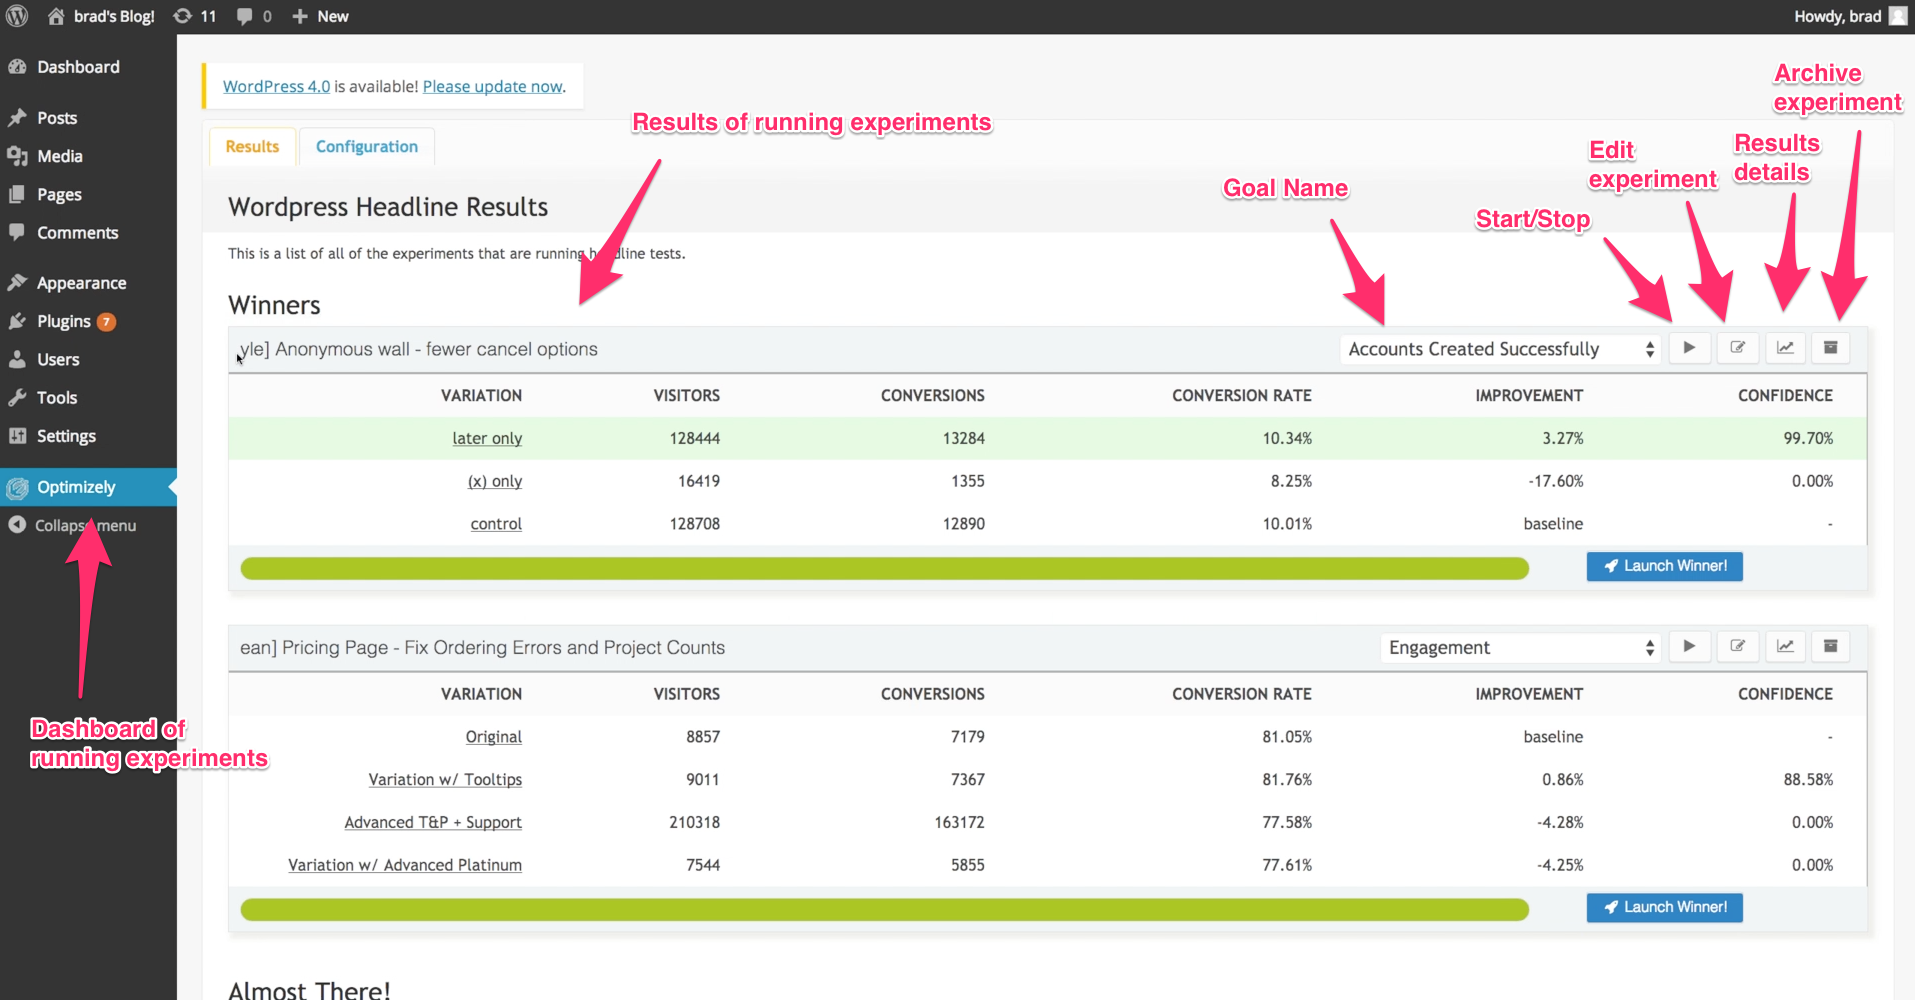 brad's Blog! 11 0 New
Howdy, brad
Dashboard
Posts
Media
Pages
Comments
Appearance
Plugins 7
Users
Tools
Settings
Optimizely
Collapse menu
Dashboard of
running experiments
WordPress 4.0 is available! Please update now.
Results of running experiments
Goal Name
Start/Stop
Edit
experiment
Results
details
Archive
experiment
Results Configuration
Wordpress Headline Results
This is a list of all of the experiments that are running headline tests.
Winners
yle] Anonymous wall - fewer cancel options Accounts Created Successfully
VARIATION VISITORS CONVERSIONS CONVERSION RATE IMPROVEMENT CONFIDENCE
later only 128444 13284 10.34% 3.27% 99.70%
(x) only 16419 1355 8.25% -17.60% 0.00%
control 128708 12890 10.01% baseline -
Launch Winner!
ean] Pricing Page - Fix Ordering Errors and Project Counts Engagement
VARIATION VISITORS CONVERSIONS CONVERSION RATE IMPROVEMENT CONFIDENCE
Original 8857 7179 81.05% baseline -
Variation w/ Tooltips 9011 7367 81.76% 0.86% 88.58%
Advanced T&P + Support 210318 163172 77.58% -4.28% 0.00%
Variation w/ Advanced Platinum 7544 5855 77.61% -4.25% 0.00%
Launch Winner!
Almost There!